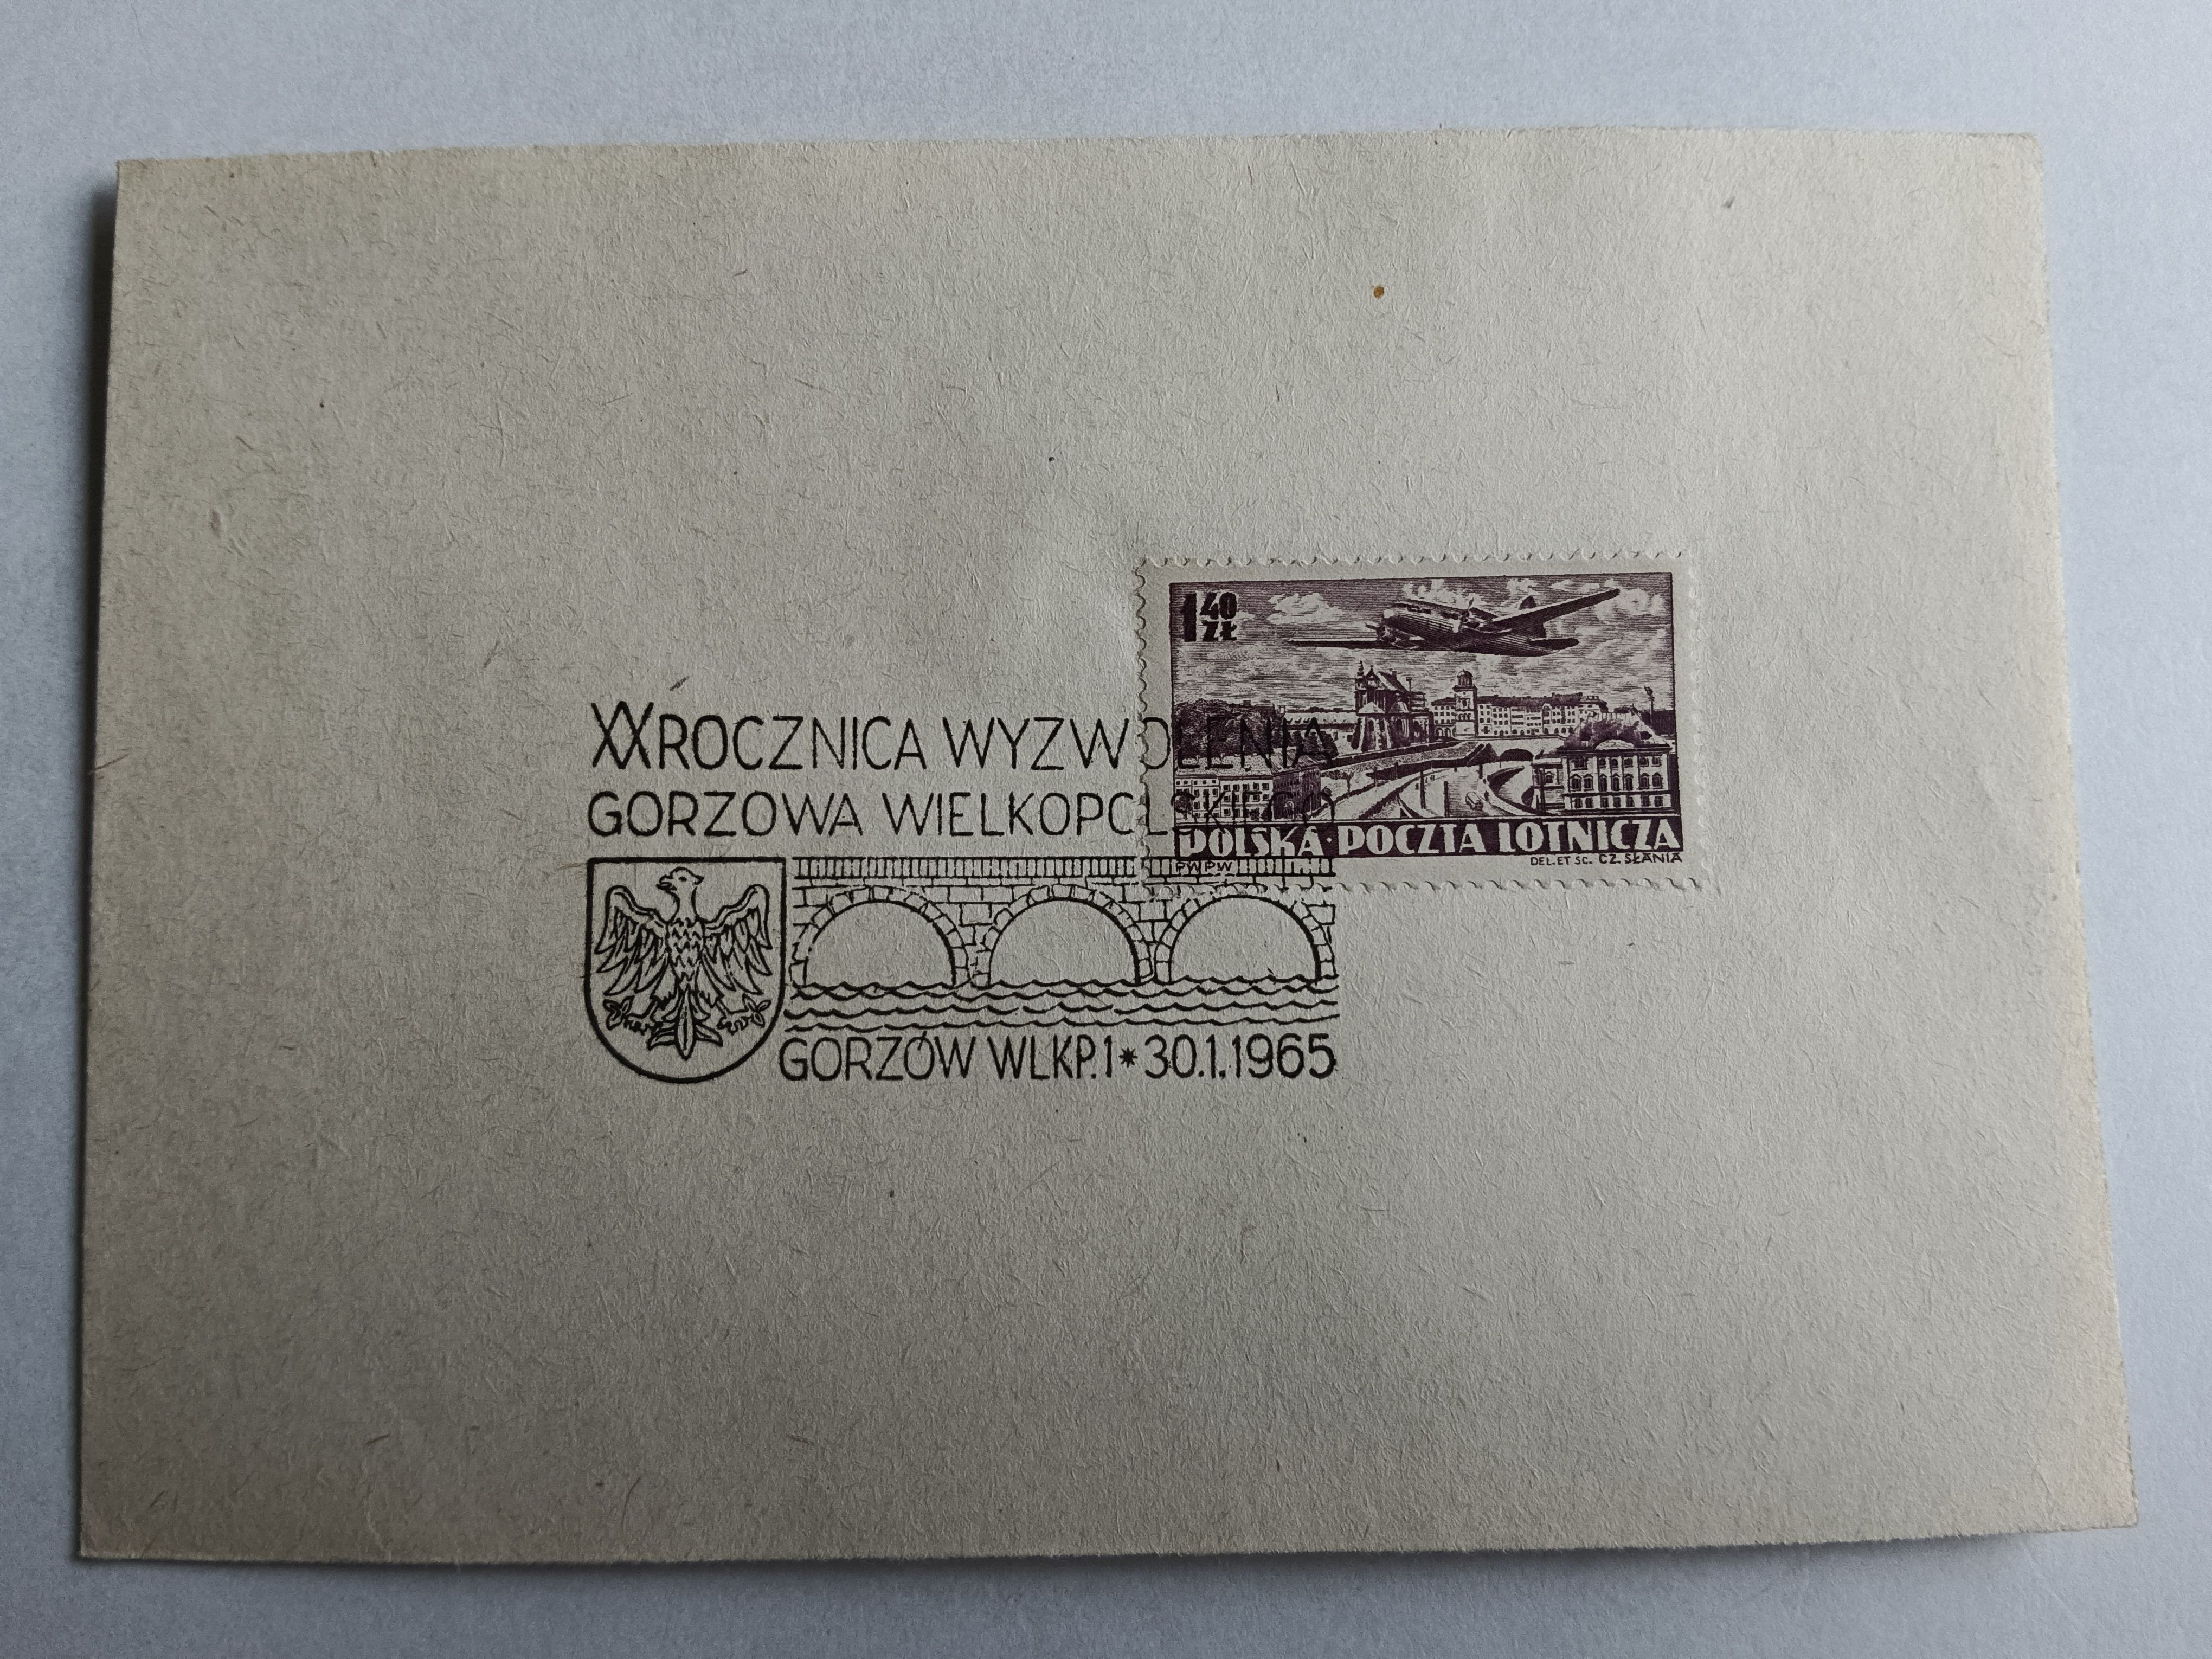 1 40 ZŁ
XX ROCZNICA WYZWOLENIA
GORZOWA WIELKOPOLSKIEGO
POLSKA·POCZTA LOTNICZA
PWPW DEL. ET SC. CZ. SŁANIA
GORZÓW WLKP. 1 * 30.1.1965